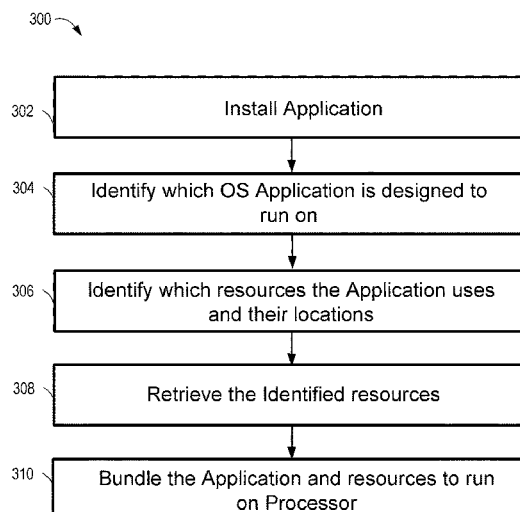 300
302
Install Application
304
Identify which OS Application is designed to
run on
306
Identify which resources the Application uses
and their locations
308
Retrieve the Identified resources
310
Bundle the Application and resources to run
on Processor